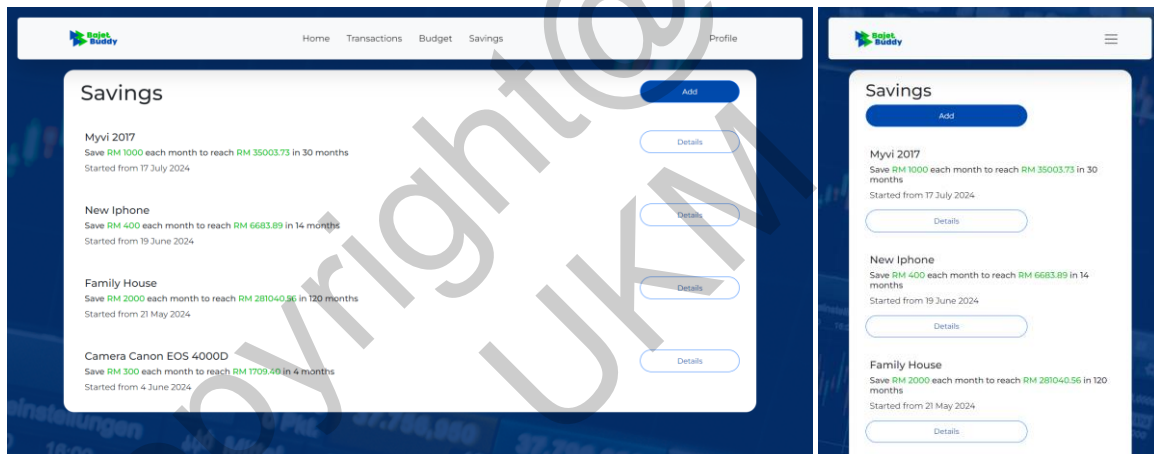 Bajet
Buddy
Home Transactions Budget Savings Profile
Savings
Add
Myvi 2017
Save RM 1000 each month to reach RM 35003.73 in 30 months
Started from 17 July 2024
Details
New Iphone
Save RM 400 each month to reach RM 6683.89 in 14 months
Started from 19 June 2024
Details
Family House
Save RM 2000 each month to reach RM 281040.56 in 120 months
Started from 21 May 2024
Details
Camera Canon EOS 4000D
Save RM 300 each month to reach RM 1709.40 in 4 months
Started from 4 June 2024
Details
Bajet
Buddy
Savings
Add
Myvi 2017
Save RM 1000 each month to reach RM 35003.73 in 30
months
Started from 17 July 2024
Details
New Iphone
Save RM 400 each month to reach RM 6683.89 in 14
months
Started from 19 June 2024
Details
Family House
Save RM 2000 each month to reach RM 281040.56 in 120
months
Started from 21 May 2024
Details
opyright@
UKM